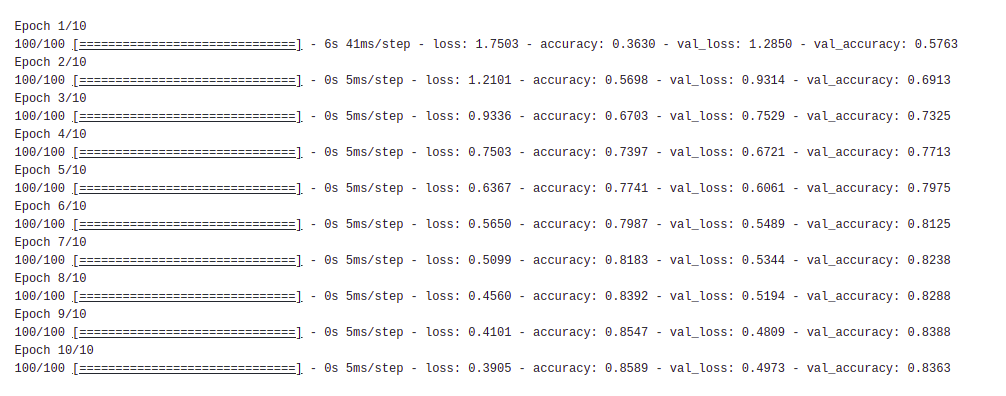 Epoch 1/10
100/100 [==============================] - 6s 41ms/step - loss: 1.7503 - accuracy: 0.3630 - val_loss: 1.2850 - val_accuracy: 0.5763
Epoch 2/10
100/100 [==============================] - 0s 5ms/step - loss: 1.2101 - accuracy: 0.5698 - val_loss: 0.9314 - val_accuracy: 0.6913
Epoch 3/10
100/100 [==============================] - 0s 5ms/step - loss: 0.9336 - accuracy: 0.6703 - val_loss: 0.7529 - val_accuracy: 0.7325
Epoch 4/10
100/100 [==============================] - 0s 5ms/step - loss: 0.7503 - accuracy: 0.7397 - val_loss: 0.6721 - val_accuracy: 0.7713
Epoch 5/10
100/100 [==============================] - 0s 5ms/step - loss: 0.6367 - accuracy: 0.7741 - val_loss: 0.6061 - val_accuracy: 0.7975
Epoch 6/10
100/100 [==============================] - 0s 5ms/step - loss: 0.5650 - accuracy: 0.7987 - val_loss: 0.5489 - val_accuracy: 0.8125
Epoch 7/10
100/100 [==============================] - 0s 5ms/step - loss: 0.5099 - accuracy: 0.8183 - val_loss: 0.5344 - val_accuracy: 0.8238
Epoch 8/10
100/100 [==============================] - 0s 5ms/step - loss: 0.4560 - accuracy: 0.8392 - val_loss: 0.5194 - val_accuracy: 0.8288
Epoch 9/10
100/100 [==============================] - 0s 5ms/step - loss: 0.4101 - accuracy: 0.8547 - val_loss: 0.4809 - val_accuracy: 0.8388
Epoch 10/10
100/100 [==============================] - 0s 5ms/step - loss: 0.3905 - accuracy: 0.8589 - val_loss: 0.4973 - val_accuracy: 0.8363